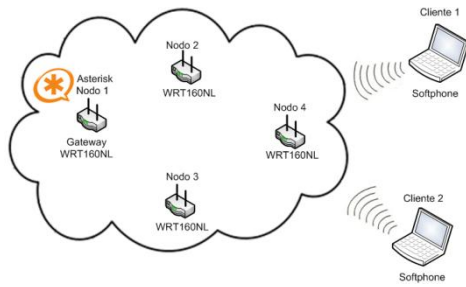 Cliente 1
Softphone
Nodo 2
WRT160NL
Asterisk
Nodo 1
Gateway
WRT160NL
Nodo 4
WRT160NL
Nodo 3
WRT160NL
Cliente 2
Softphone